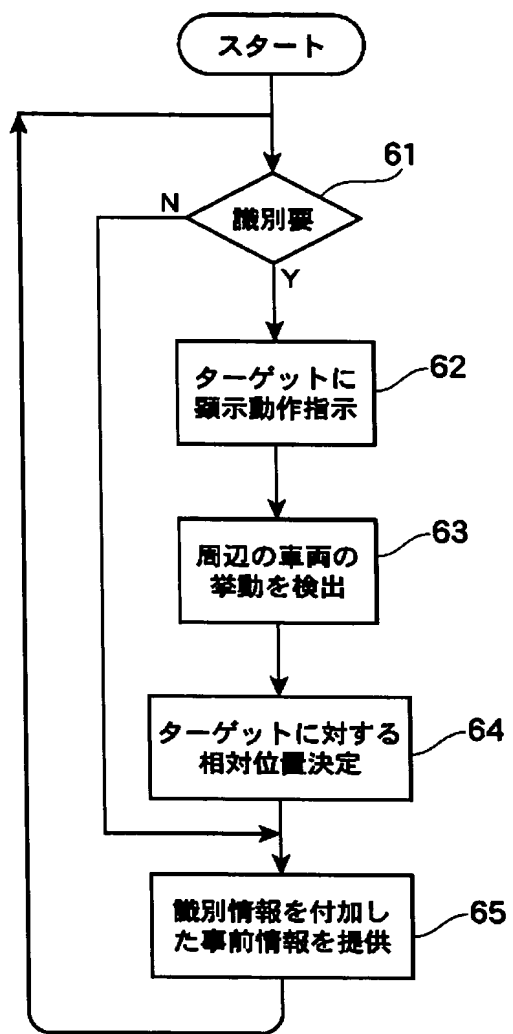 スタート
61
N
識別要
Y
ターゲットに
顕示動作指示
62
周辺の車両の
挙動を検出
63
ターゲットに対する
相対位置決定
64
識別情報を付加し
た事前情報を提供
65